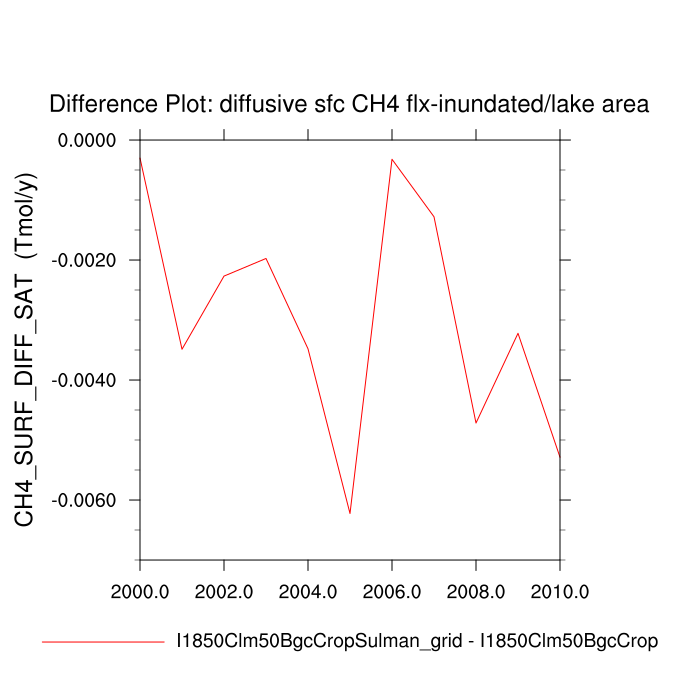 Difference Plot: diffusive sfc CH4 flx-inundated/lake area
CH4_SURF_DIFF_SAT (Tmol/y)
0.0000
-0.0020
-0.0040
-0.0060
2000.0 2002.0 2004.0 2006.0 2008.0 2010.0
I1850Clm50BgcCropSulman_grid - I1850Clm50BgcCrop